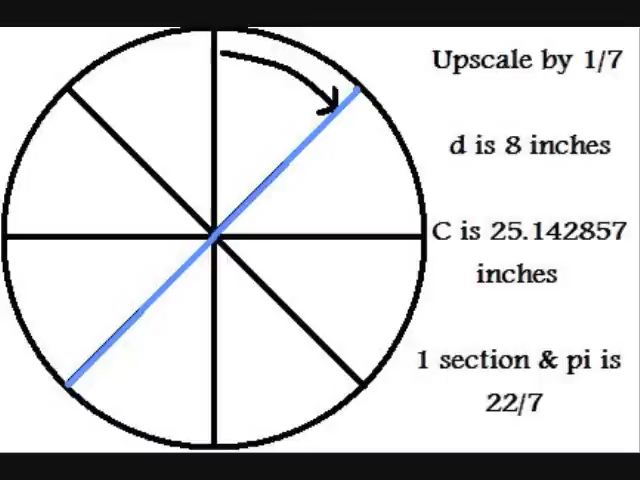 Upscale by 1/7
d is 8 inches
C is 25.142857
inches
1 section & pi is
22/7